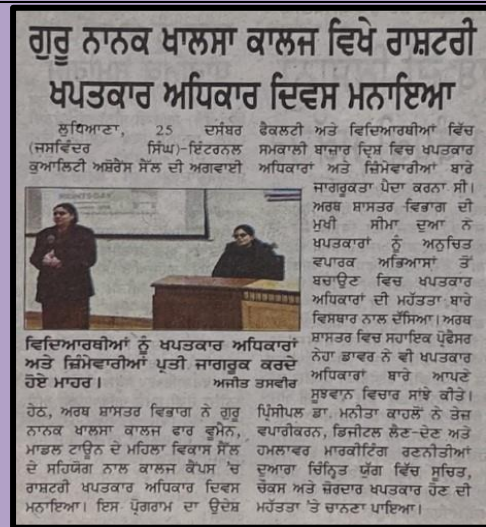 ਗੁਰੂ ਨਾਨਕ ਖਾਲਸਾ ਕਾਲਜ ਵਿਖੇ ਰਾਸ਼ਟਰੀ
ਖਪਤਕਾਰ ਅਧਿਕਾਰ ਦਿਵਸ ਮਨਾਇਆ
ਲੁਧਿਆਣਾ, 25 ਦਸੰਬਰ
(ਜਸਵਿੰਦਰ ਸਿੰਘ)-ਇੰਟਰਨਲ
ਕੁਆਲਿਟੀ ਅਸ਼ੋਰੈਂਸ ਸੈੱਲ ਦੀ ਅਗਵਾਈ
ਵਿਦਿਆਰਥੀਆਂ ਨੂੰ ਖਪਤਕਾਰ ਅਧਿਕਾਰਾਂ
ਅਤੇ ਜ਼ਿੰਮੇਵਾਰੀਆਂ ਪ੍ਰਤੀ ਜਾਗਰੂਕ ਕਰਦੇ
ਹੋਏ ਮਾਹਰ। ਅਜੀਤ ਤਸਵੀਰ
ਹੇਠ, ਅਰਥ ਸ਼ਾਸਤਰ ਵਿਭਾਗ ਨੇ ਗੁਰੂ
ਨਾਨਕ ਖਾਲਸਾ ਕਾਲਜ ਫਾਰ ਵੂਮੈਨ,
ਮਾਡਲ ਟਾਊਨ ਦੇ ਮਹਿਲਾ ਵਿਕਾਸ ਸੈੱਲ
ਦੇ ਸਹਿਯੋਗ ਨਾਲ ਕਾਲਜ ਕੈਂਪਸ 'ਚ
ਰਾਸ਼ਟਰੀ ਖਪਤਕਾਰ ਅਧਿਕਾਰ ਦਿਵਸ
ਮਨਾਇਆ। ਇਸ ਪ੍ਰੋਗਰਾਮ ਦਾ ਉਦੇਸ਼
ਫੈਕਲਟੀ ਅਤੇ ਵਿਦਿਆਰਥੀਆਂ ਵਿੱਚ
ਸਮਕਾਲੀ ਬਾਜ਼ਾਰ ਦ੍ਰਿਸ਼ ਵਿਚ ਖਪਤਕਾਰ
ਅਧਿਕਾਰਾਂ ਅਤੇ ਜ਼ਿੰਮੇਵਾਰੀਆਂ ਬਾਰੇ
ਜਾਗਰੂਕਤਾ ਪੈਦਾ ਕਰਨਾ ਸੀ।
ਅਰਥ ਸ਼ਾਸਤਰ ਵਿਭਾਗ ਦੀ
ਮੁਖੀ ਸੀਮਾ ਦੁਆ ਨੇ
ਖਪਤਕਾਰਾਂ ਨੂੰ ਅਨੁਚਿਤ
ਵਪਾਰਕ ਅਭਿਆਸਾਂ ਤੋਂ
ਬਚਾਉਣ ਵਿਚ ਖਪਤਕਾਰ
ਅਧਿਕਾਰਾਂ ਦੀ ਮਹੱਤਤਾ ਬਾਰੇ
ਵਿਸਥਾਰ ਨਾਲ ਦੱਸਿਆ। ਅਰਥ
ਸ਼ਾਸਤਰ ਵਿਚ ਸਹਾਇਕ ਪ੍ਰੋਫੈਸਰ
ਨੇਹਾ ਡਾਵਰ ਨੇ ਵੀ ਖਪਤਕਾਰ
ਅਧਿਕਾਰਾਂ ਬਾਰੇ ਆਪਣੇ
ਸੂਝਵਾਨ ਵਿਚਾਰ ਸਾਂਝੇ ਕੀਤੇ।
ਪ੍ਰਿੰਸੀਪਲ ਡਾ. ਮਨੀਤਾ ਕਾਹਲੋਂ ਨੇ ਤੇਜ਼
ਵਪਾਰੀਕਰਨ, ਡਿਜੀਟਲ ਲੈਣ-ਦੇਣ ਅਤੇ
ਹਮਲਾਵਰ ਮਾਰਕੀਟਿੰਗ ਰਣਨੀਤੀਆਂ
ਦੁਆਰਾ ਚਿੰਨ੍ਹਿਤ ਯੁੱਗ ਵਿੱਚ ਸੂਚਿਤ,
ਚੌਕਸ ਅਤੇ ਜ਼ੋਰਦਾਰ ਖਪਤਕਾਰ ਹੋਣ ਦੀ
ਮਹੱਤਤਾ 'ਤੇ ਚਾਨਣਾ ਪਾਇਆ।